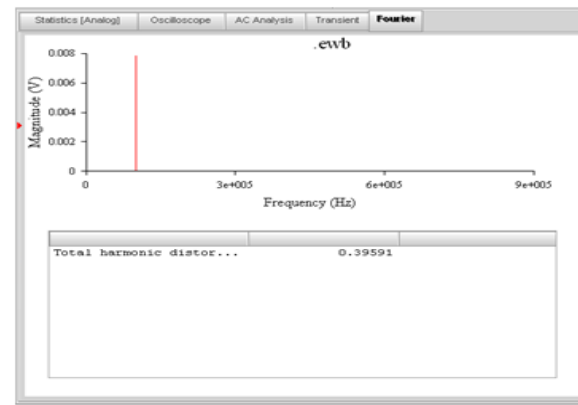 Statistics [Analog] Oscilloscope AC Analysis Transient Fourier
.ewb
Magnitude (V)
0.008
0.006
0.004
0.002
0
0 3e+005 6e+005 9e+005
Frequency (Hz)
Total harmonic distor... 0.39591